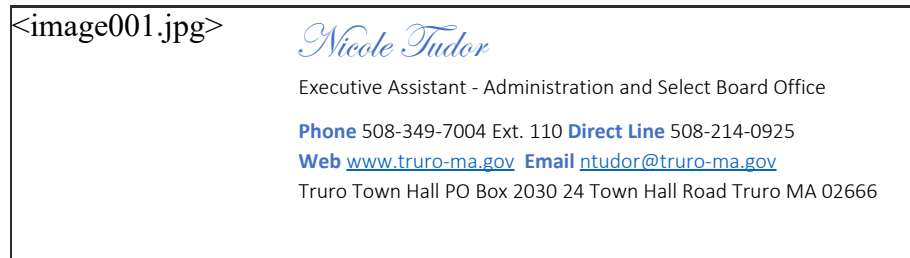 <image001.jpg>
Nicole Tudor
Executive Assistant - Administration and Select Board Office
Phone 508-349-7004 Ext. 110 Direct Line 508-214-0925
Web www.truro-ma.gov Email ntudor@truro-ma.gov
Truro Town Hall PO Box 2030 24 Town Hall Road Truro MA 02666